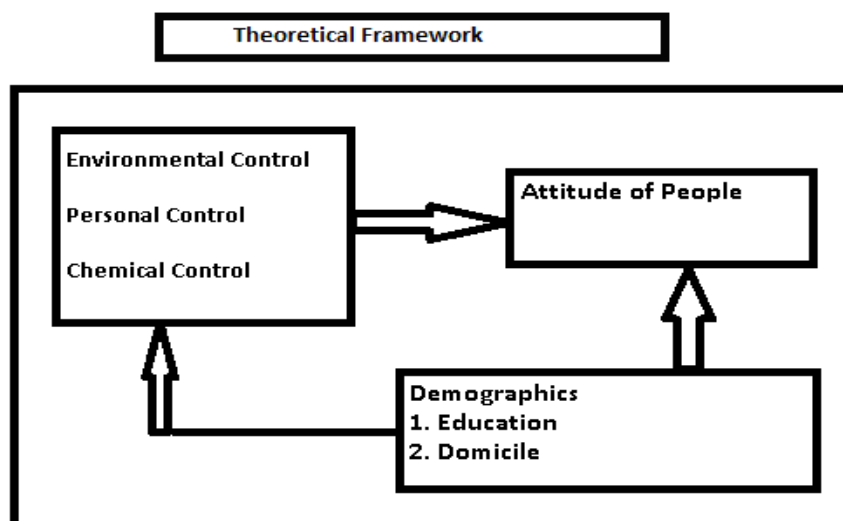 Theoretical Framework
Environmental Control
Personal Control
Chemical Control
Attitude of People
Demographics
1. Education
2. Domicile